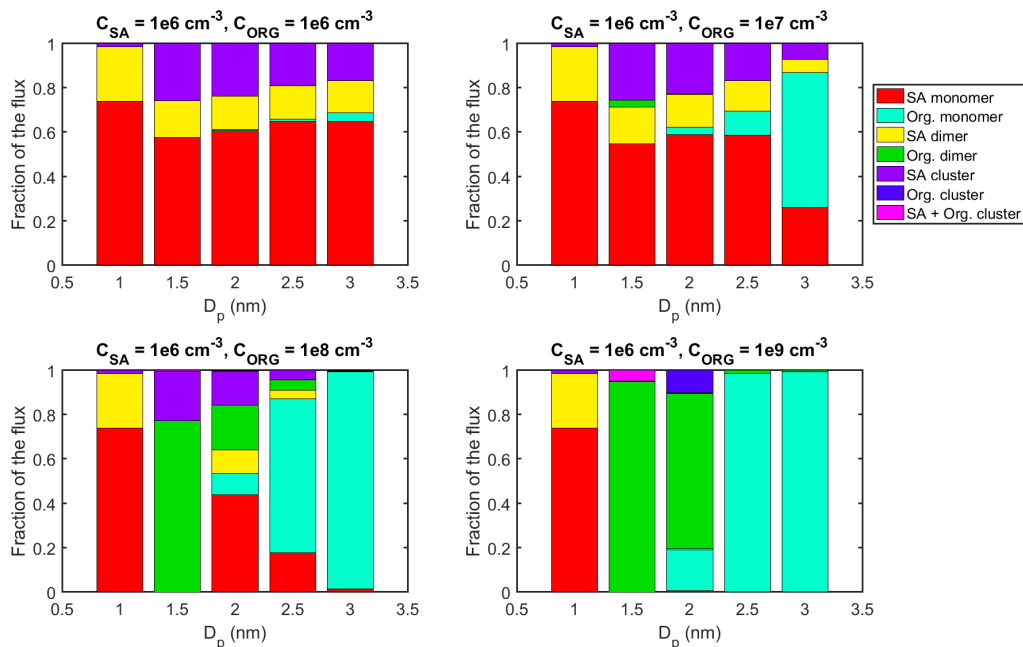 C_SA = 1e6 cm^-3, C_ORG = 1e6 cm^-3
Fraction of the flux
1
0.8
0.6
0.4
0.2
0
0.5 1 1.5 2 2.5 3 3.5
D_p (nm)
C_SA = 1e6 cm^-3, C_ORG = 1e7 cm^-3
Fraction of the flux
1
0.8
0.6
0.4
0.2
0
0.5 1 1.5 2 2.5 3 3.5
D_p (nm)
SA monomer
Org. monomer
SA dimer
Org. dimer
SA cluster
Org. cluster
SA + Org. cluster
C_SA = 1e6 cm^-3, C_ORG = 1e8 cm^-3
Fraction of the flux
1
0.8
0.6
0.4
0.2
0
0.5 1 1.5 2 2.5 3 3.5
D_p (nm)
C_SA = 1e6 cm^-3, C_ORG = 1e9 cm^-3
Fraction of the flux
1
0.8
0.6
0.4
0.2
0
0.5 1 1.5 2 2.5 3 3.5
D_p (nm)